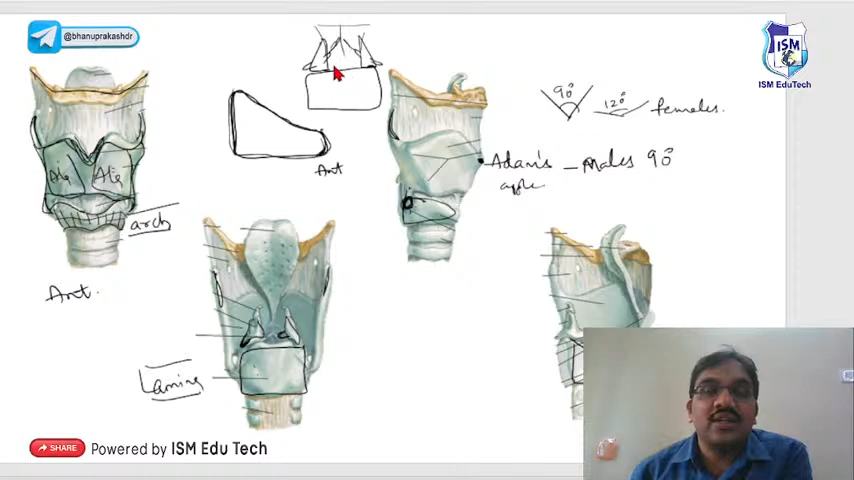 @bhanuprakashdr
ISM
ISM EduTech
90°
120°
females.
Adam's
apple
- Males 90°
Ant
Ala
Ala
arch
Ant.
Lamina
SHARE
Powered by ISM Edu Tech